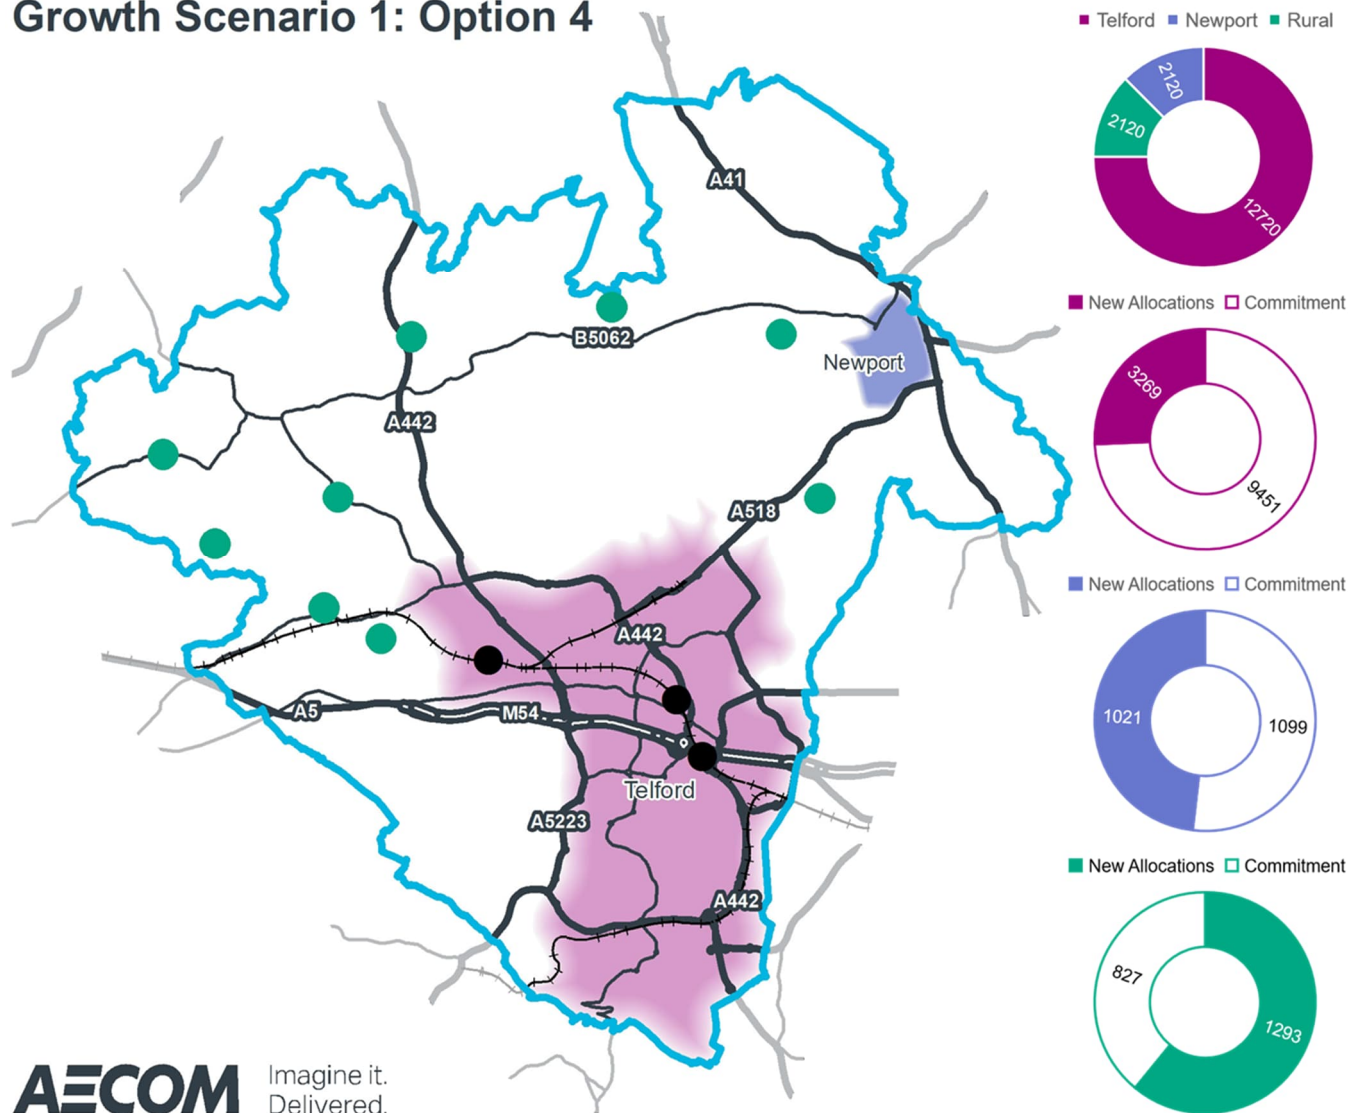 Growth Scenario 1: Option 4
Telford Newport Rural
2120
2120
12720
New Allocations Commitment
3269
9451
New Allocations Commitment
1021
1099
New Allocations Commitment
827
1293
A41
B5062
Newport
A442
A518
A442
A5
M54
Telford
A5223
A442
AECOM
Imagine it.
Delivered.